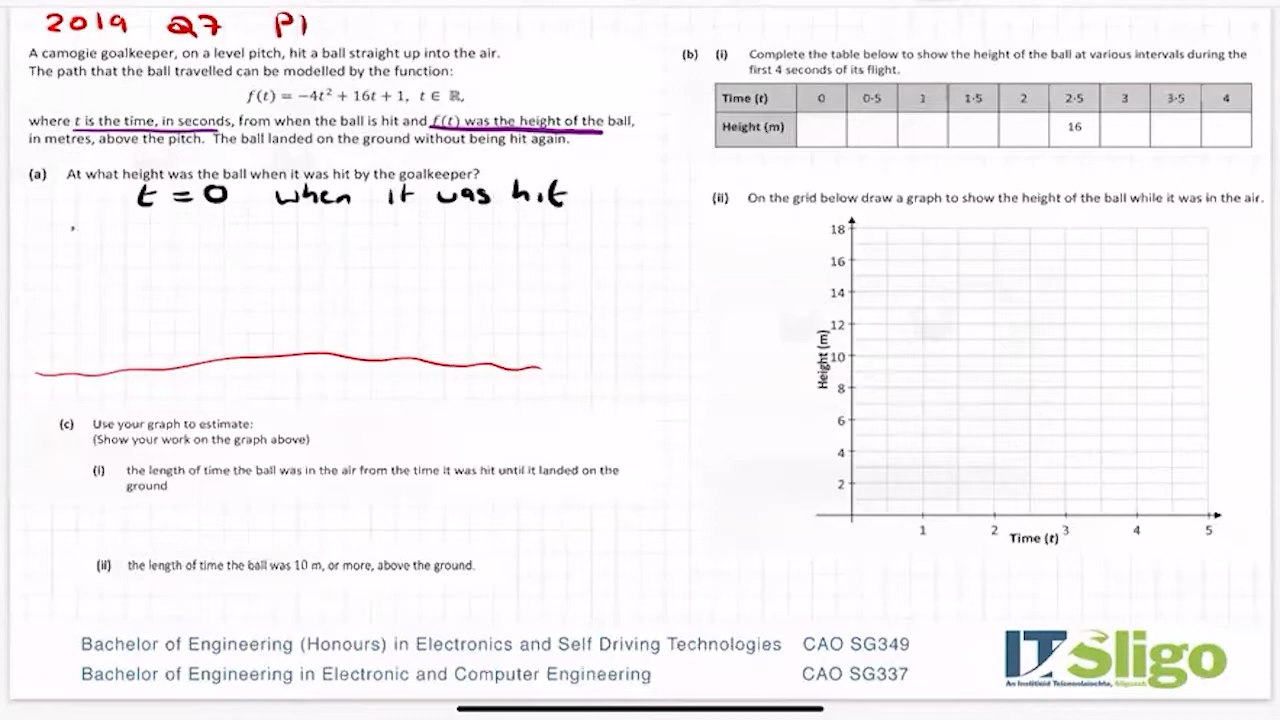 2019 Q7 P1
A camogie goalkeeper, on a level pitch, hit a ball straight up into the air.
The path that the ball travelled can be modelled by the function:
f(t) = −4t² + 16t + 1, t ∈ ℝ,
where t is the time, in seconds, from when the ball is hit and f(t) was the height of the ball,
in metres, above the pitch. The ball landed on the ground without being hit again.
(a) At what height was the ball when it was hit by the goalkeeper?
t = 0 when it was hit
(c) Use your graph to estimate:
(Show your work on the graph above)
(i) the length of time the ball was in the air from the time it was hit until it landed on the
ground
(ii) the length of time the ball was 10 m, or more, above the ground.
(b) (i) Complete the table below to show the height of the ball at various intervals during the
first 4 seconds of its flight.
Time (t) 0 0·5 1 1·5 2 2·5 3 3·5 4
Height (m) 16
(ii) On the grid below draw a graph to show the height of the ball while it was in the air.
18
16
14
12
10
8
6
4
2
Height (m)
1 2 3 4 5
Time (t)
Bachelor of Engineering (Honours) in Electronics and Self Driving Technologies CAO SG349
Bachelor of Engineering in Electronic and Computer Engineering CAO SG337
IT Sligo
An Institiúid Teicneolaíochta, Sligeach